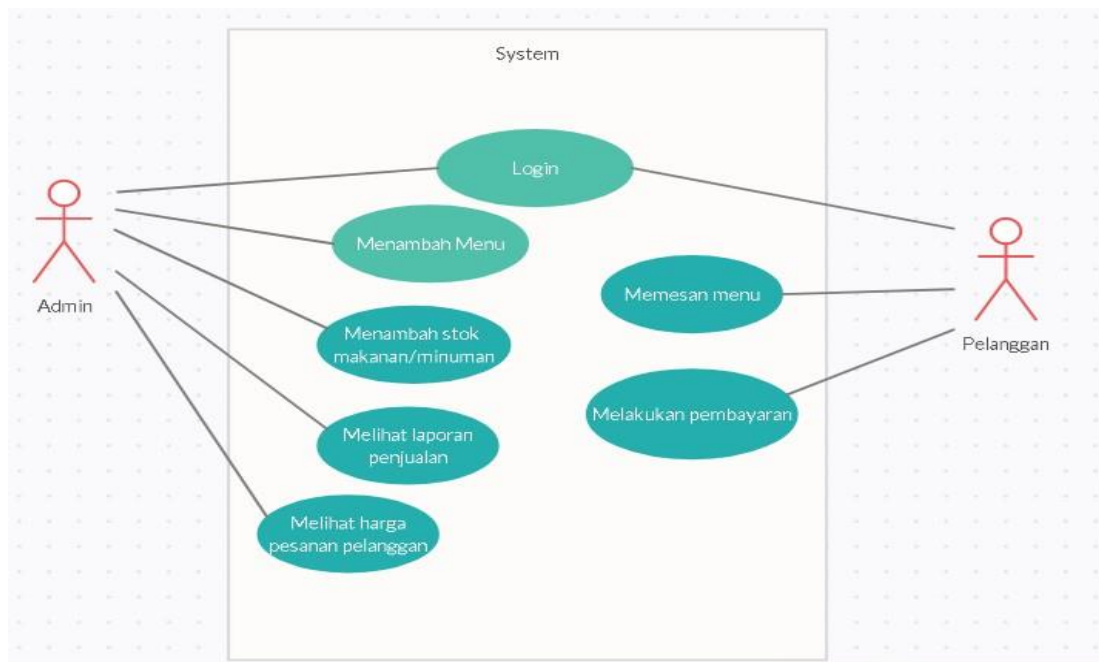 System
Login
Menambah Menu
Memesan menu
Admin
Menambah stok
makanan/minuman
Pelanggan
Melakukan pembayaran
Melihat laporan
penjualan
Melihat harga
pesanan pelanggan